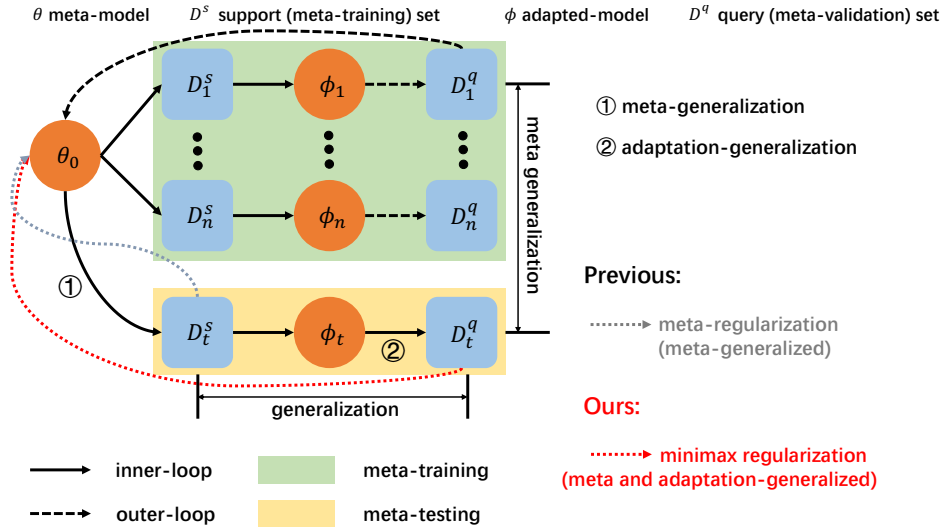 θ meta-model D^s support (meta-training) set ϕ adapted-model D^q query (meta-validation) set
D_1^s ϕ_1 D_1^q
① meta-generalization
② adaptation-generalization
θ_0
meta generalization
D_n^s ϕ_n D_n^q
①
Previous:
D_t^s ϕ_t D_t^q
②
meta-regularization
(meta-generalized)
generalization
Ours:
minimax regularization
(meta and adaptation-generalized)
inner-loop meta-training
outer-loop meta-testing